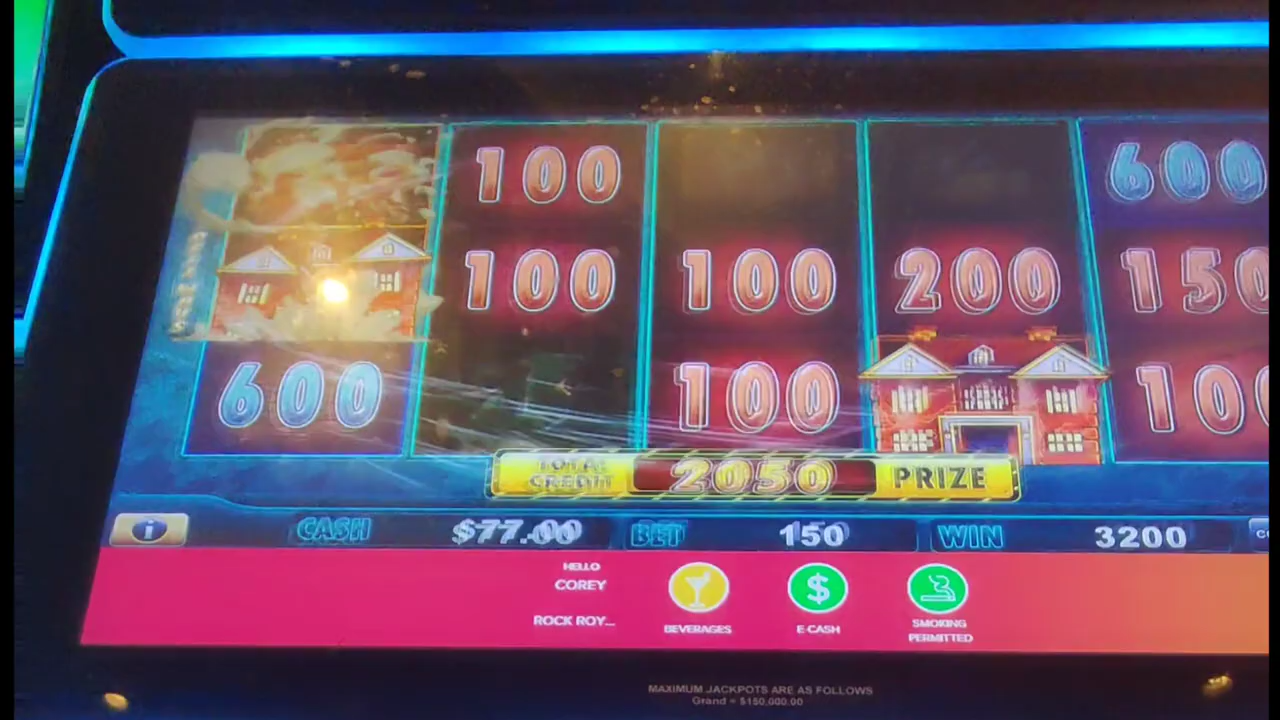 100
600
100
100
200
150
600
100
100
TOTAL CREDIT
2050
PRIZE
i
CASH
$77.00
BET
150
WIN
3200
HELLO
COREY
ROCK ROY...
BEVERAGES
$
E-CASH
SMOKING
PERMITTED
MAXIMUM JACKPOTS ARE AS FOLLOWS
Grand = $150,000.00